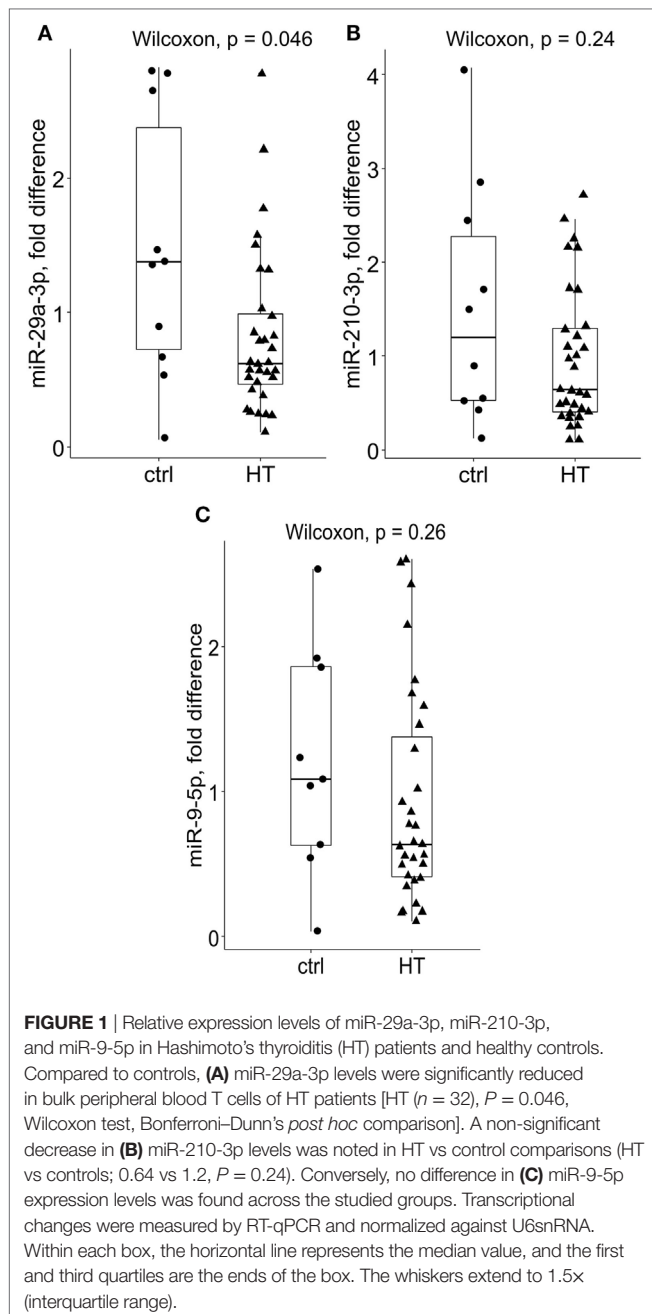 A
Wilcoxon, p = 0.046
miR-29a-3p, fold difference
2
1
0
ctrl
HT
B
Wilcoxon, p = 0.24
miR-210-3p, fold difference
4
3
2
1
0
ctrl
HT
C
Wilcoxon, p = 0.26
miR-9-5p, fold difference
2
1
0
ctrl
HT
FIGURE 1 | Relative expression levels of miR-29a-3p, miR-210-3p,
and miR-9-5p in Hashimoto's thyroiditis (HT) patients and healthy controls.
Compared to controls, (A) miR-29a-3p levels were significantly reduced
in bulk peripheral blood T cells of HT patients [HT (n = 32), P = 0.046,
Wilcoxon test, Bonferroni–Dunn's post hoc comparison]. A non-significant
decrease in (B) miR-210-3p levels was noted in HT vs control comparisons (HT
vs controls; 0.64 vs 1.2, P = 0.24). Conversely, no difference in (C) miR-9-5p
expression levels was found across the studied groups. Transcriptional
changes were measured by RT-qPCR and normalized against U6snRNA.
Within each box, the horizontal line represents the median value, and the first
and third quartiles are the ends of the box. The whiskers extend to 1.5×
(interquartile range).